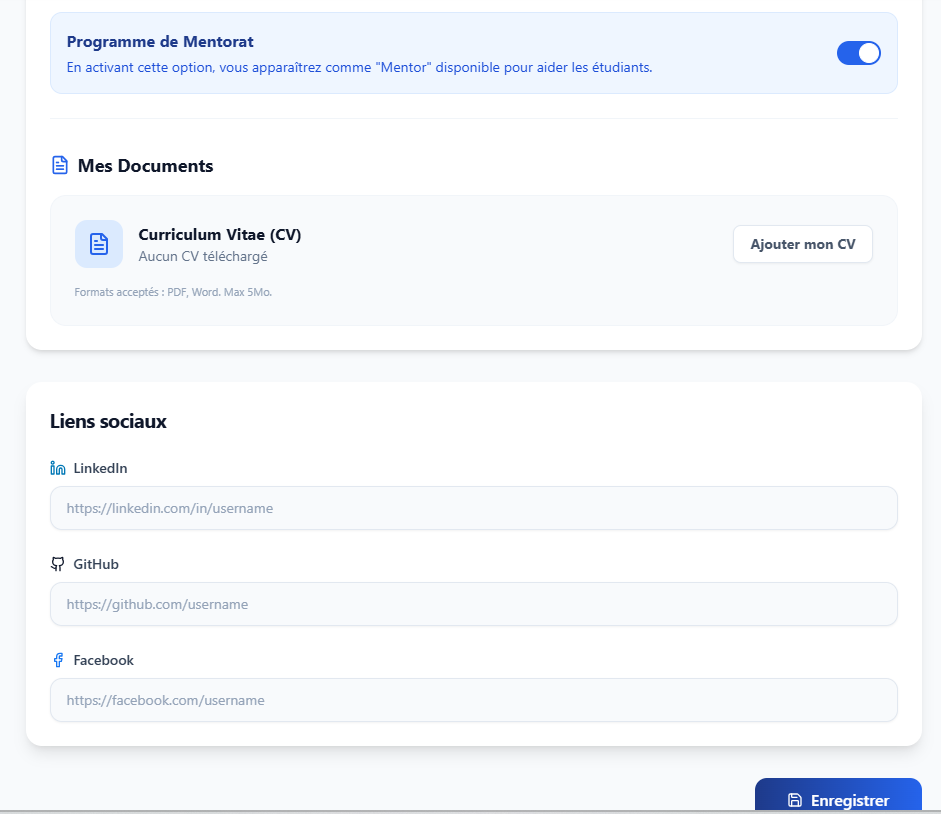 Programme de Mentorat
En activant cette option, vous apparaîtrez comme "Mentor" disponible pour aider les étudiants.
Mes Documents
Curriculum Vitae (CV)
Aucun CV téléchargé
Ajouter mon CV
Formats acceptés : PDF, Word. Max 5Mo.
Liens sociaux
LinkedIn
https://linkedin.com/in/username
GitHub
https://github.com/username
Facebook
https://facebook.com/username
Enregistrer